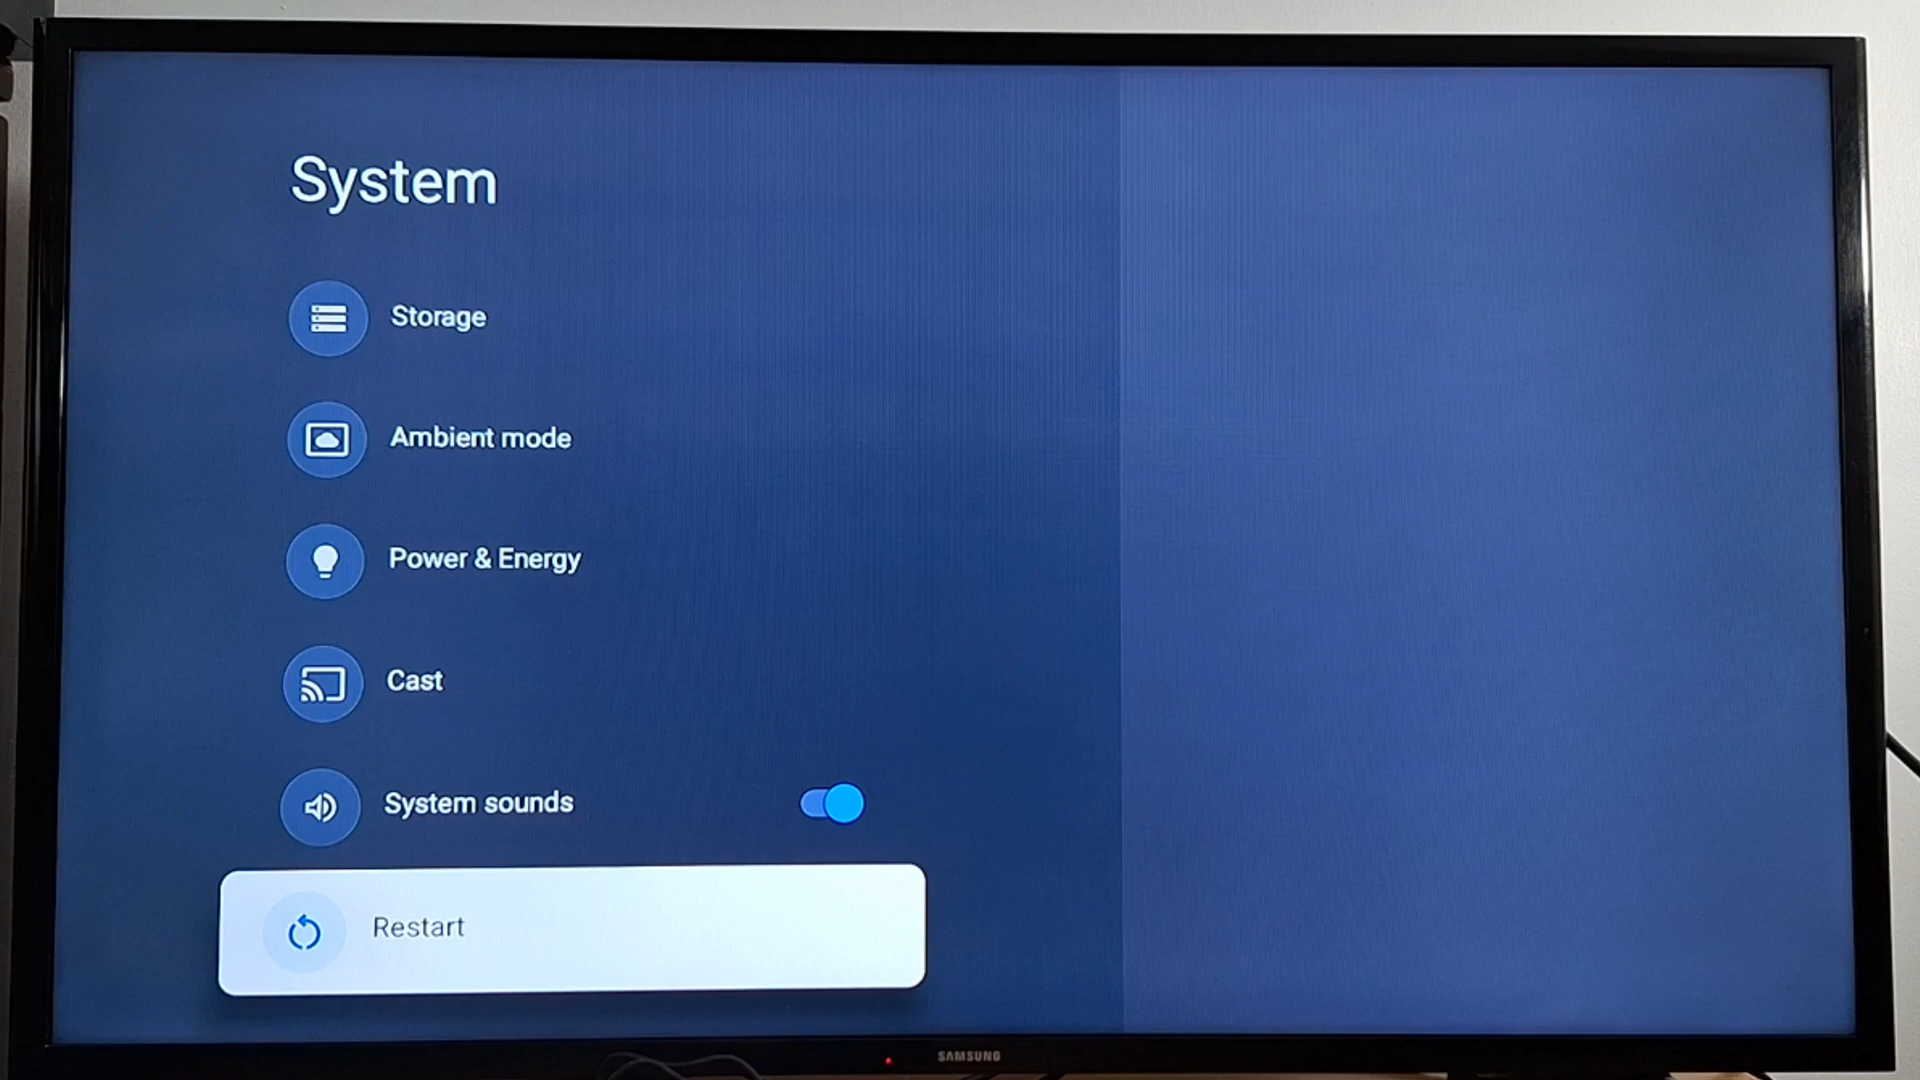 System
Storage
Ambient mode
Power & Energy
Cast
System sounds
Restart
SAMSUNG